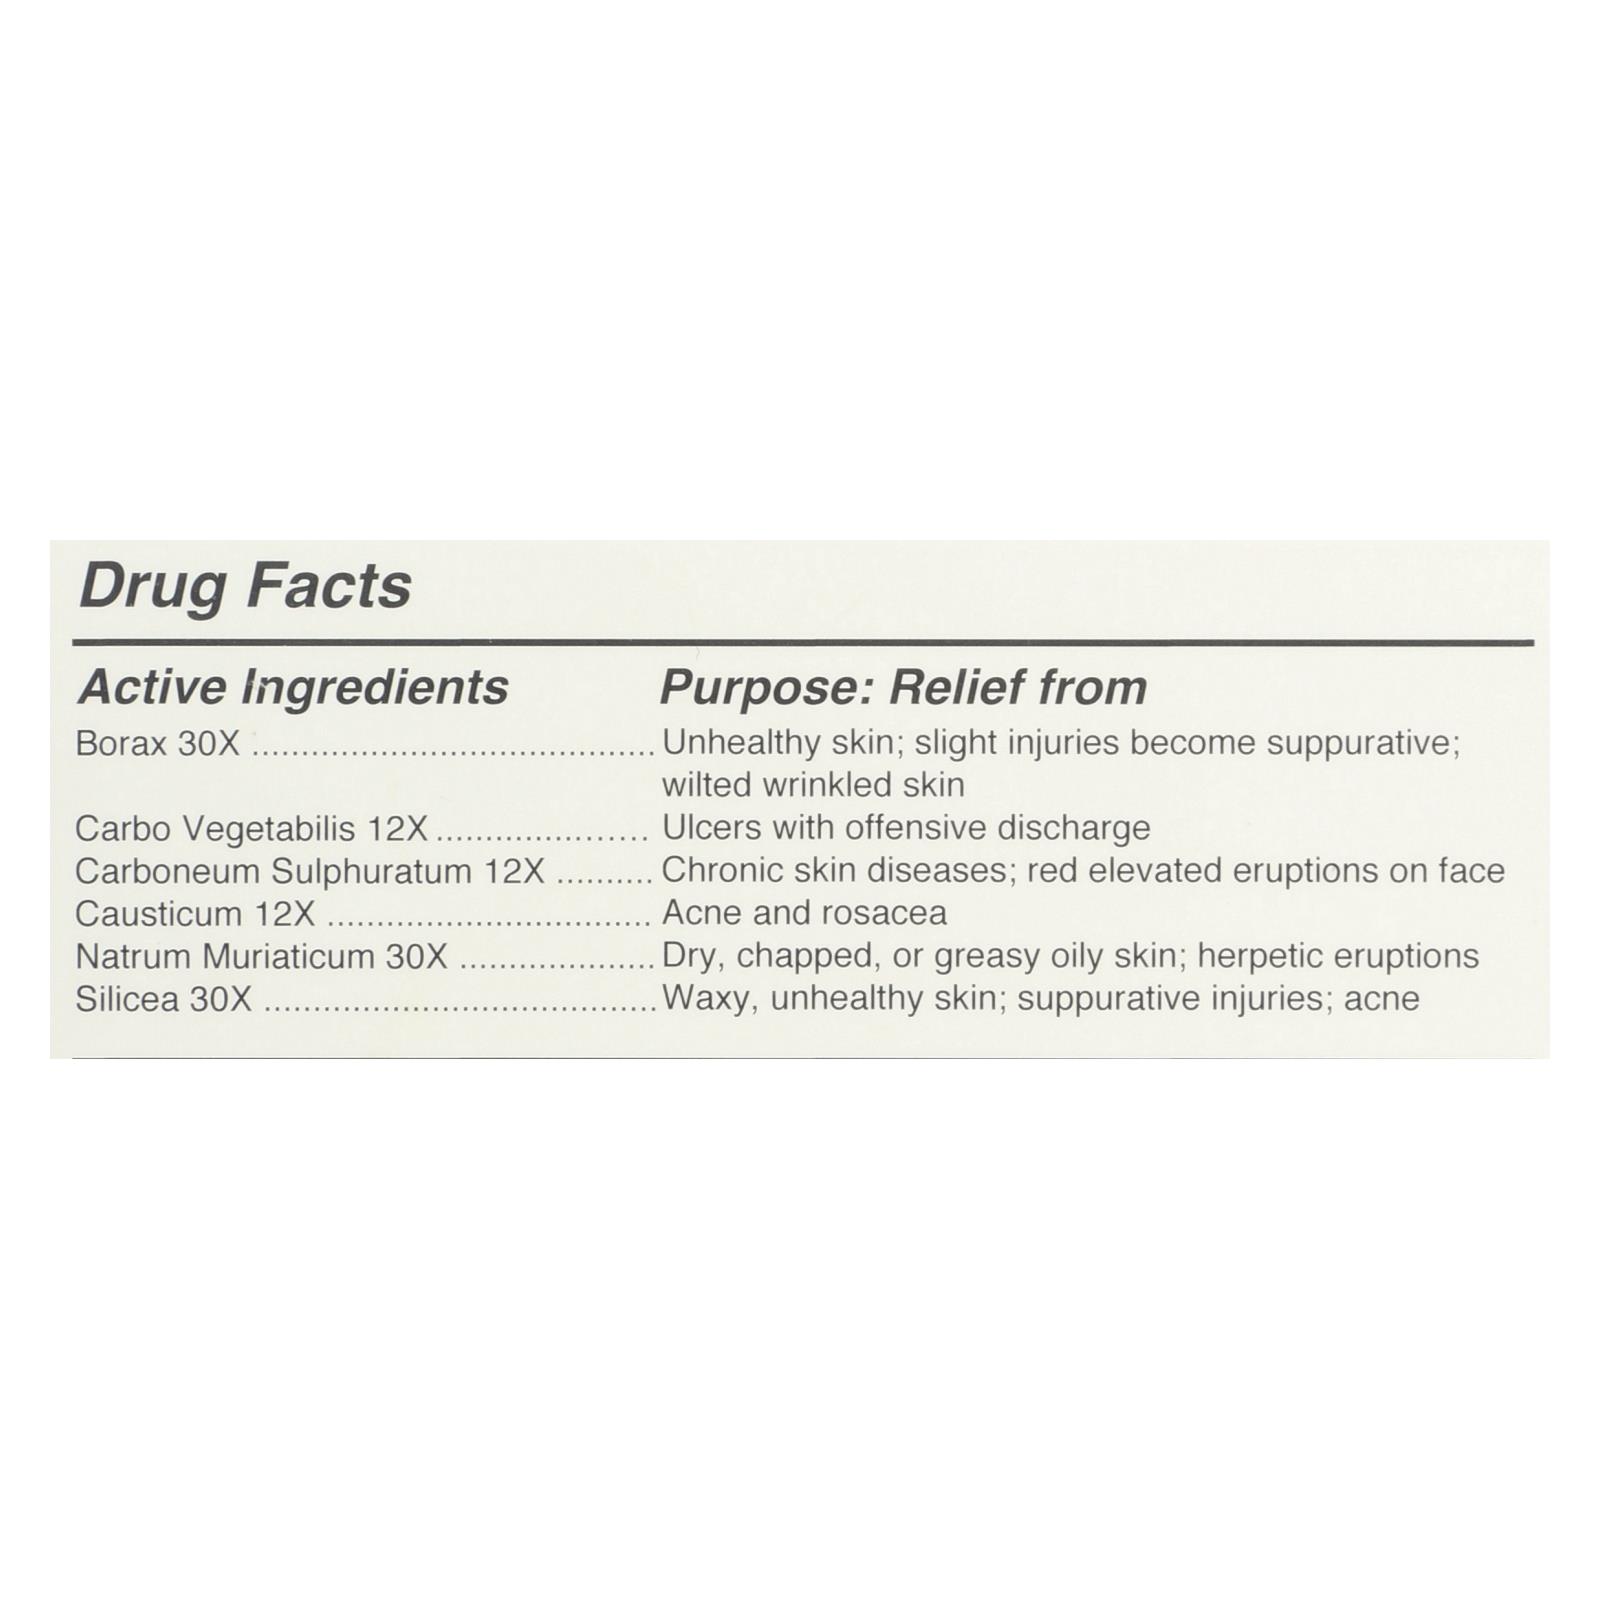 Drug Facts
Active Ingredients Purpose: Relief from
Borax 30X ......................................... Unhealthy skin; slight injuries become suppurative;
wilted wrinkled skin
Carbo Vegetabilis 12X ...................... Ulcers with offensive discharge
Carboneum Sulphuratum 12X .......... Chronic skin diseases; red elevated eruptions on face
Causticum 12X ................................. Acne and rosacea
Natrum Muriaticum 30X .................... Dry, chapped, or greasy oily skin; herpetic eruptions
Silicea 30X ........................................ Waxy, unhealthy skin; suppurative injuries; acne